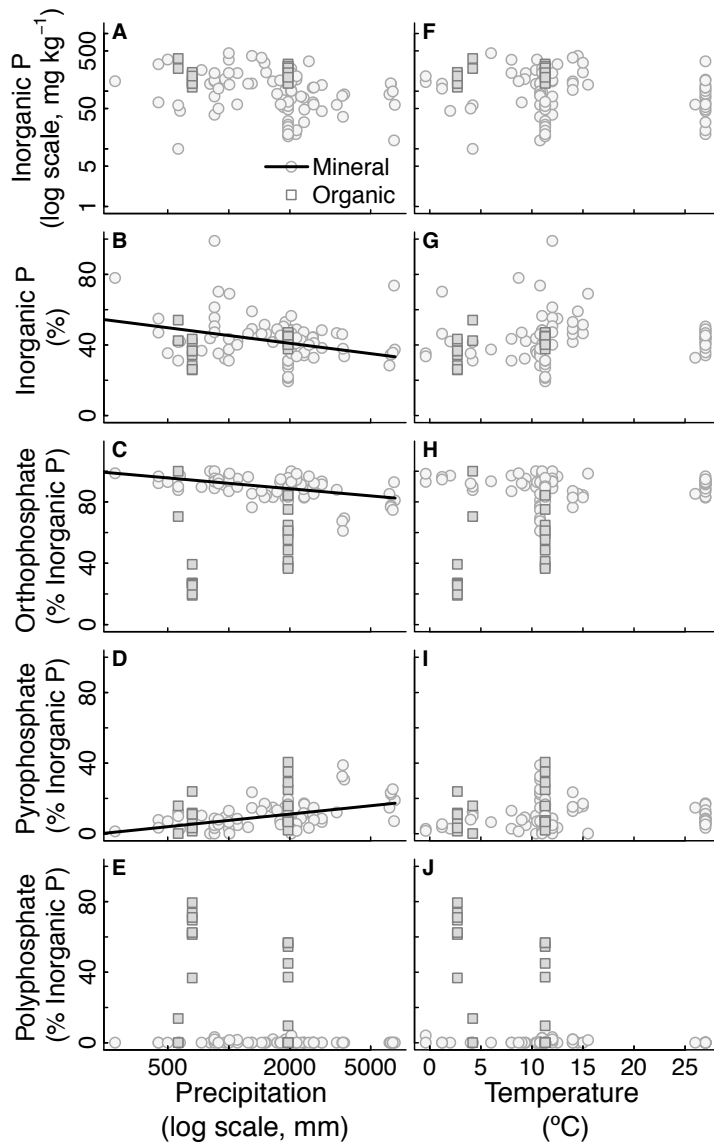 A
F
Inorganic P
(log scale, mg kg⁻¹)
500
50
5
1
Mineral
Organic
B
G
Inorganic P
(%)
80
40
0
C
H
Orthophosphate
(% Inorganic P)
80
40
0
D
I
Pyrophosphate
(% Inorganic P)
80
40
0
E
J
Polyphosphate
(% Inorganic P)
80
40
0
500 2000 5000
0 5 10 15 20 25
Precipitation
(log scale, mm)
Temperature
(ºC)